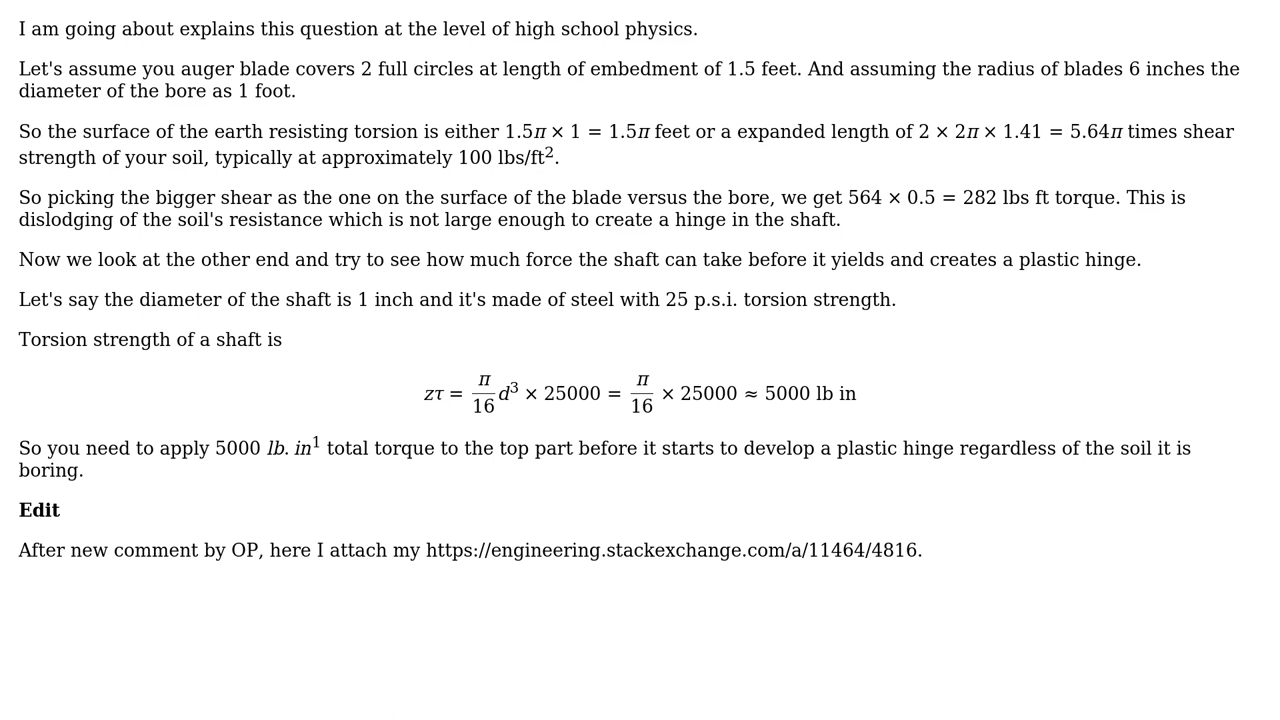 I am going about explains this question at the level of high school physics.
Let's assume you auger blade covers 2 full circles at length of embedment of 1.5 feet. And assuming the radius of blades 6 inches the
diameter of the bore as 1 foot.
So the surface of the earth resisting torsion is either 1.5π × 1 = 1.5π feet or a expanded length of 2 × 2π × 1.41 = 5.64π times shear
strength of your soil, typically at approximately 100 lbs/ft².
So picking the bigger shear as the one on the surface of the blade versus the bore, we get 564 × 0.5 = 282 lbs ft torque. This is
dislodging of the soil's resistance which is not large enough to create a hinge in the shaft.
Now we look at the other end and try to see how much force the shaft can take before it yields and creates a plastic hinge.
Let's say the diameter of the shaft is 1 inch and it's made of steel with 25 p.s.i. torsion strength.
Torsion strength of a shaft is
zτ = π/16 d³ × 25000 = π/16 × 25000 ≈ 5000 lb in
So you need to apply 5000 lb. in¹ total torque to the top part before it starts to develop a plastic hinge regardless of the soil it is
boring.
Edit
After new comment by OP, here I attach my https://engineering.stackexchange.com/a/11464/4816.